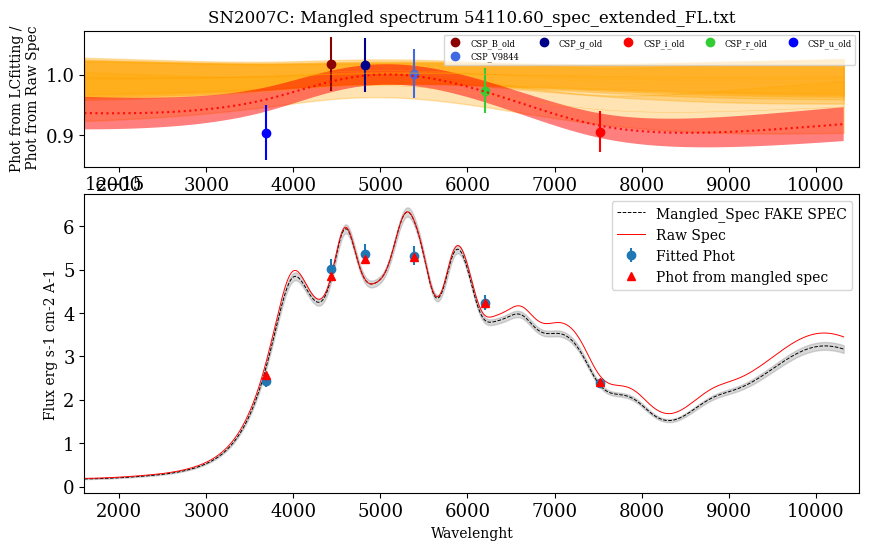 SN2007C: Mangled spectrum 54110.60_spec_extended_FL.txt
Phot from LCfitting /
Phot from Raw Spec
1.0
0.9
CSP_B_old CSP_g_old CSP_i_old CSP_r_old CSP_u_old
CSP_V9844
2000 3000 4000 5000 6000 7000 8000 9000 10000
1e−15
Flux erg s-1 cm-2 A-1
6
5
4
3
2
1
0
Mangled_Spec FAKE SPEC
Raw Spec
Fitted Phot
Phot from mangled spec
2000 3000 4000 5000 6000 7000 8000 9000 10000
Wavelenght